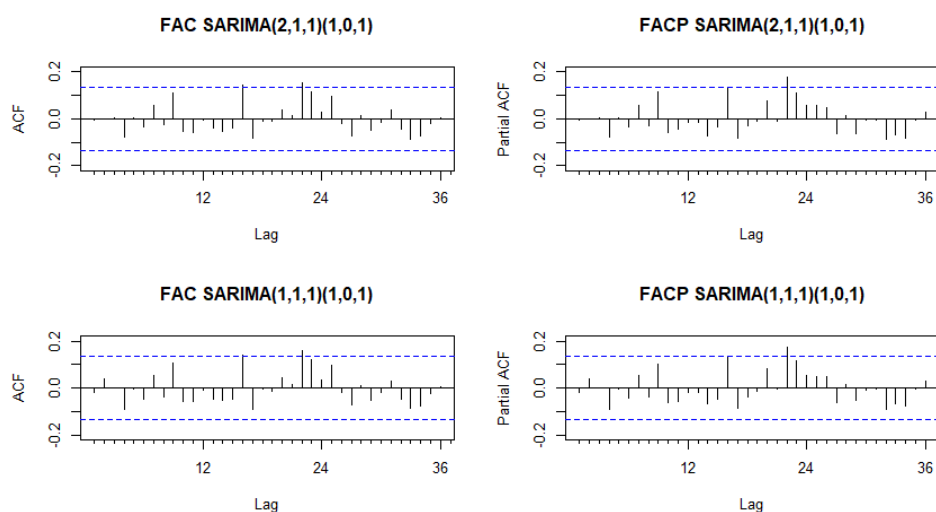 FAC SARIMA(2,1,1)(1,0,1)
ACF
0.2
0.0
-0.2
12
24
36
Lag
FACP SARIMA(2,1,1)(1,0,1)
Partial ACF
0.2
0.0
-0.2
12
24
36
Lag
FAC SARIMA(1,1,1)(1,0,1)
ACF
0.2
0.0
-0.2
12
24
36
Lag
FACP SARIMA(1,1,1)(1,0,1)
Partial ACF
0.2
0.0
-0.2
12
24
36
Lag